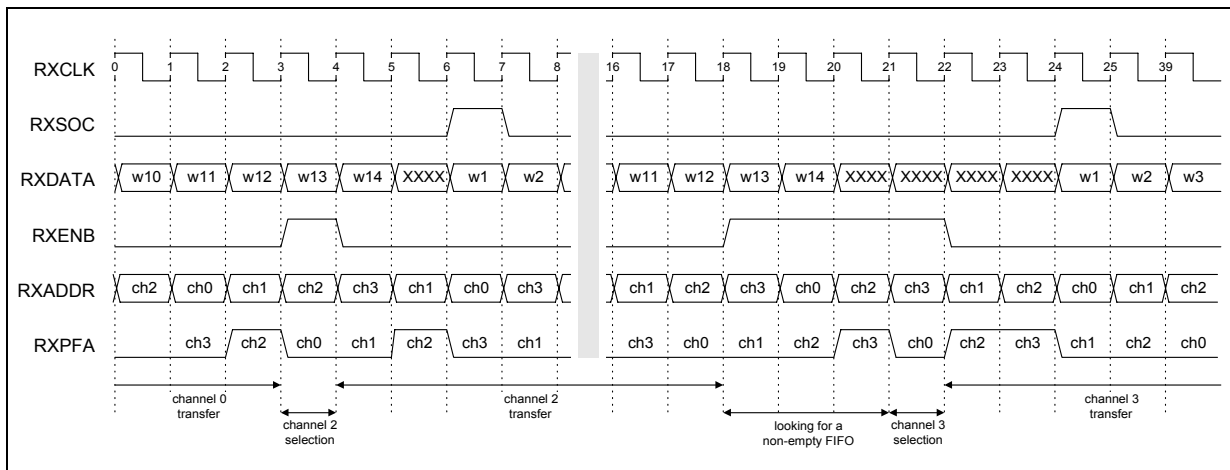 RXCLK 0 1 2 3 4 5 6 7 8 16 17 18 19 20 21 22 23 24 25 39
RXSOC
RXDATA w10 w11 w12 w13 w14 XXXX w1 w2 w11 w12 w13 w14 XXXX XXXX XXXX XXXX w1 w2 w3
RXENB
RXADDR ch2 ch0 ch1 ch2 ch3 ch1 ch0 ch3 ch1 ch2 ch3 ch0 ch2 ch3 ch1 ch2 ch0 ch1 ch2
RXPFA ch3 ch2 ch0 ch1 ch2 ch3 ch1 ch3 ch0 ch1 ch2 ch3 ch0 ch2 ch3 ch1 ch2 ch0
channel 0
transfer
channel 2
selection
channel 2
transfer
looking for a
non-empty FIFO
channel 3
selection
channel 3
transfer